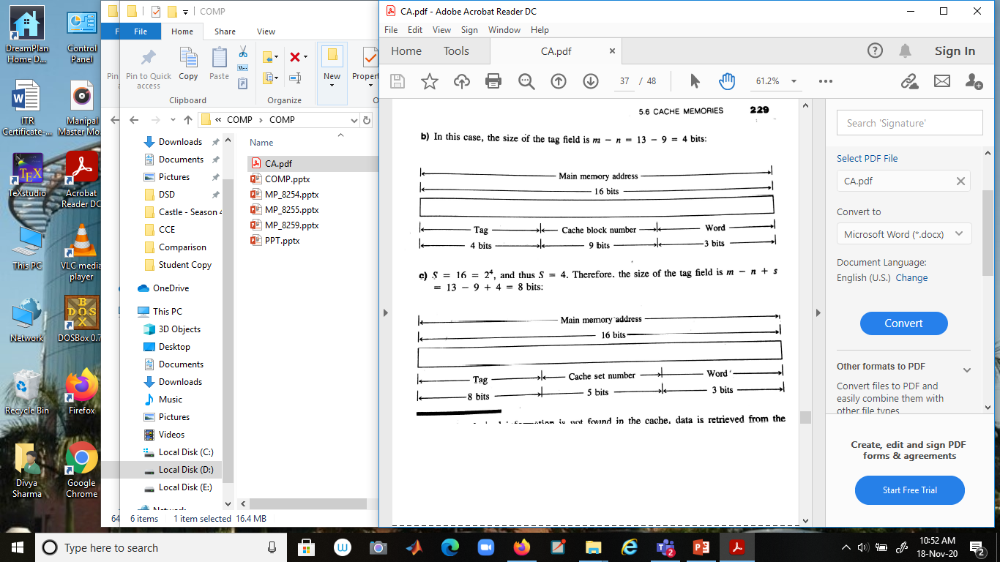 DreamPlan
Home D...
Control
Panel
ITR
Certificate-...
Manipal
Master Mo...
TeXstudio
Acrobat
Reader DC
This PC
VLC media
player
Network
DOSBox 0.7
Recycle Bin
Firefox
Divya
Sharma
Google
Chrome
COMP
File
Home
Share
View
Pin to Quick
access
Copy
Paste
New
Clipboard
Organize
COMP > COMP
Downloads
Documents
Pictures
DSD
Castle - Season 4
CCE
Comparison
Student Copy
OneDrive
This PC
3D Objects
Desktop
Documents
Downloads
Music
Pictures
Videos
Local Disk (C:)
Local Disk (D:)
Local Disk (E:)
Network
Name
CA.pdf
COMP.pptx
MP_8254.pptx
MP_8255.pptx
MP_8259.pptx
PPT.pptx
64
6 items 1 item selected 16.4 MB
CA.pdf - Adobe Acrobat Reader DC
File Edit View Sign Window Help
Home Tools CA.pdf Sign In
37 / 48 61.2%
5.6 CACHE MEMORIES 229
b) In this case, the size of the tag field is m − n = 13 − 9 = 4 bits:
Main memory address
16 bits
Tag Cache block number Word
4 bits 9 bits 3 bits
c) S = 16 = 2⁴, and thus S = 4. Therefore, the size of the tag field is m − n + s
= 13 − 9 + 4 = 8 bits:
Main memory address
16 bits
Tag Cache set number Word
8 bits 5 bits 3 bits
information is not found in the cache, data is retrieved from the
Search 'Signature'
Select PDF File
CA.pdf
Convert to
Microsoft Word (*.docx)
Document Language:
English (U.S.) Change
Convert
Other formats to PDF
Convert files to PDF and
easily combine them with
other file types
Create, edit and sign PDF
forms & agreements
Start Free Trial
Type here to search
10:52 AM
18-Nov-20
2
2